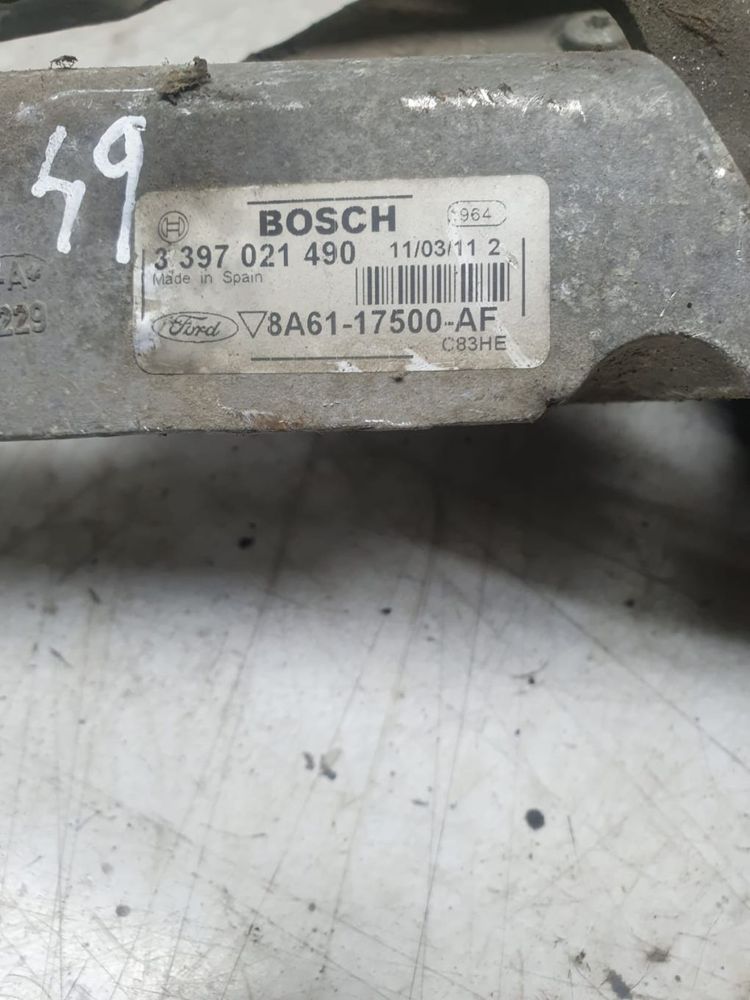 49
BOSCH
964
3 397 021 490
11/03/11 2
Made in Spain
Ford
8A61-17500-AF
C83HE
229